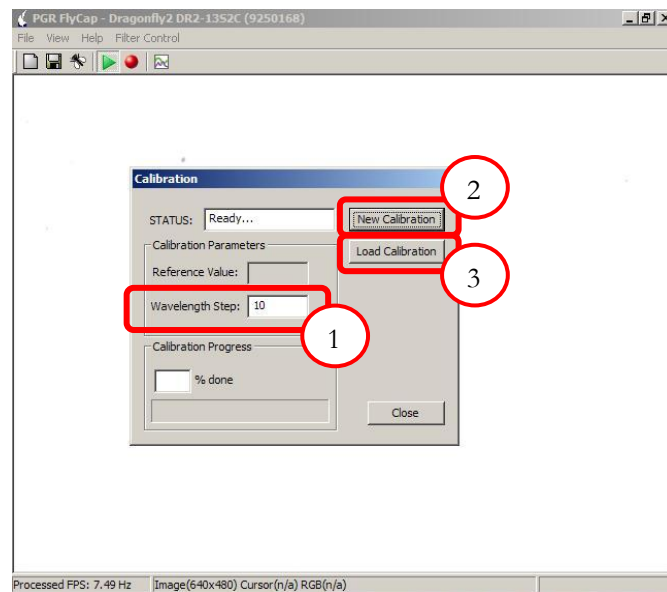 PGR FlyCap - Dragonfly2 DR2-13S2C (9250168)
File View Help Filter Control
Calibration
2
STATUS: Ready...
New Calibration
Calibration Parameters
Load Calibration
Reference Value:
3
Wavelength Step: 10
1
Calibration Progress
% done
Close
Processed FPS: 7.49 Hz Image(640x480) Cursor(n/a) RGB(n/a)